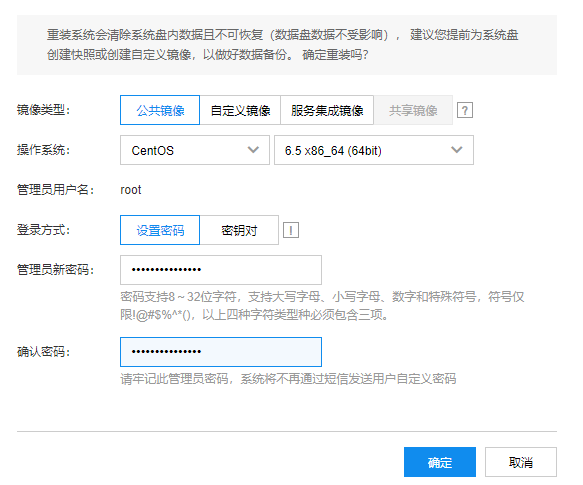 重装系统会清除系统盘内数据且不可恢复（数据盘数据不受影响），建议您提前为系统盘
创建快照或创建自定义镜像，以做好数据备份。 确定重装吗？
镜像类型： 公共镜像 自定义镜像 服务集成镜像 共享镜像 ?
操作系统： CentOS 6.5 x86_64 (64bit)
管理员用户名： root
登录方式： 设置密码 密钥对 !
管理员新密码： •••••••••••••••
密码支持8～32位字符，支持大写字母、小写字母、数字和特殊符号，符号仅
限!@#$%^*()，以上四种字符类型种必须包含三项。
确认密码： •••••••••••••••
请牢记此管理员密码，系统将不再通过短信发送用户自定义密码
确定 取消